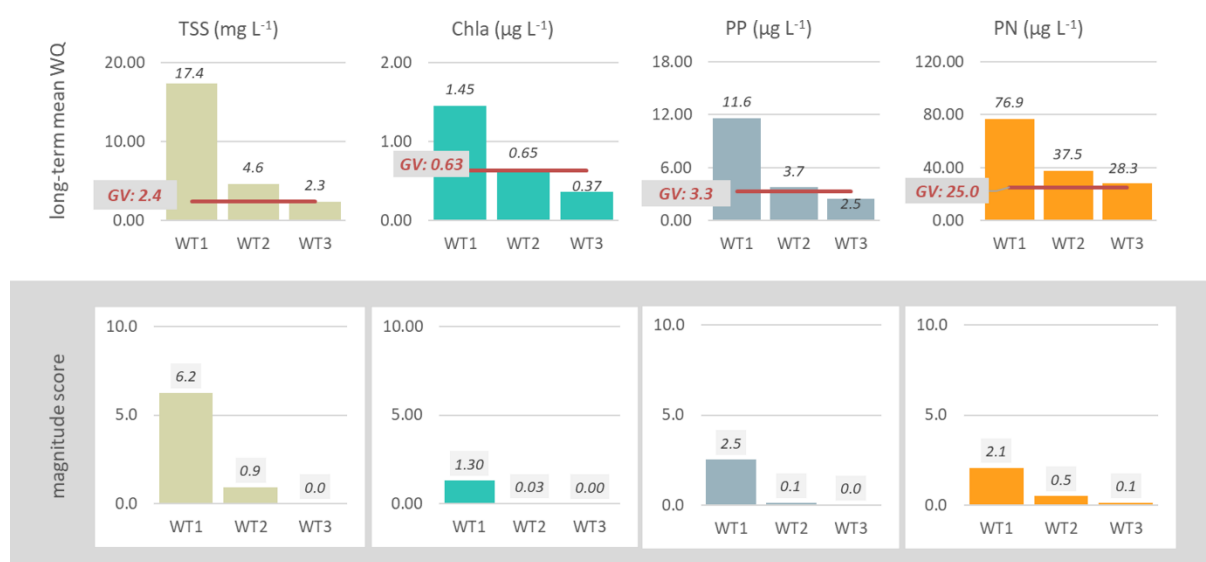 TSS (mg L-1)
Chla (µg L-1)
PP (µg L-1)
PN (µg L-1)
long-term mean WQ
20.00
10.00
0.00
17.4
4.6
2.3
GV: 2.4
WT1 WT2 WT3
2.00
1.00
0.00
1.45
0.65
0.37
GV: 0.63
WT1 WT2 WT3
18.00
12.00
6.00
0.00
11.6
3.7
2.5
GV: 3.3
WT1 WT2 WT3
120.00
80.00
40.00
0.00
76.9
37.5
28.3
GV: 25.0
WT1 WT2 WT3
magnitude score
10.0
5.0
0.0
6.2
0.9
0.0
WT1 WT2 WT3
10.00
5.00
0.00
1.30
0.03
0.00
WT1 WT2 WT3
10.0
5.0
0.0
2.5
0.1
0.0
WT1 WT2 WT3
10.0
5.0
0.0
2.1
0.5
0.1
WT1 WT2 WT3